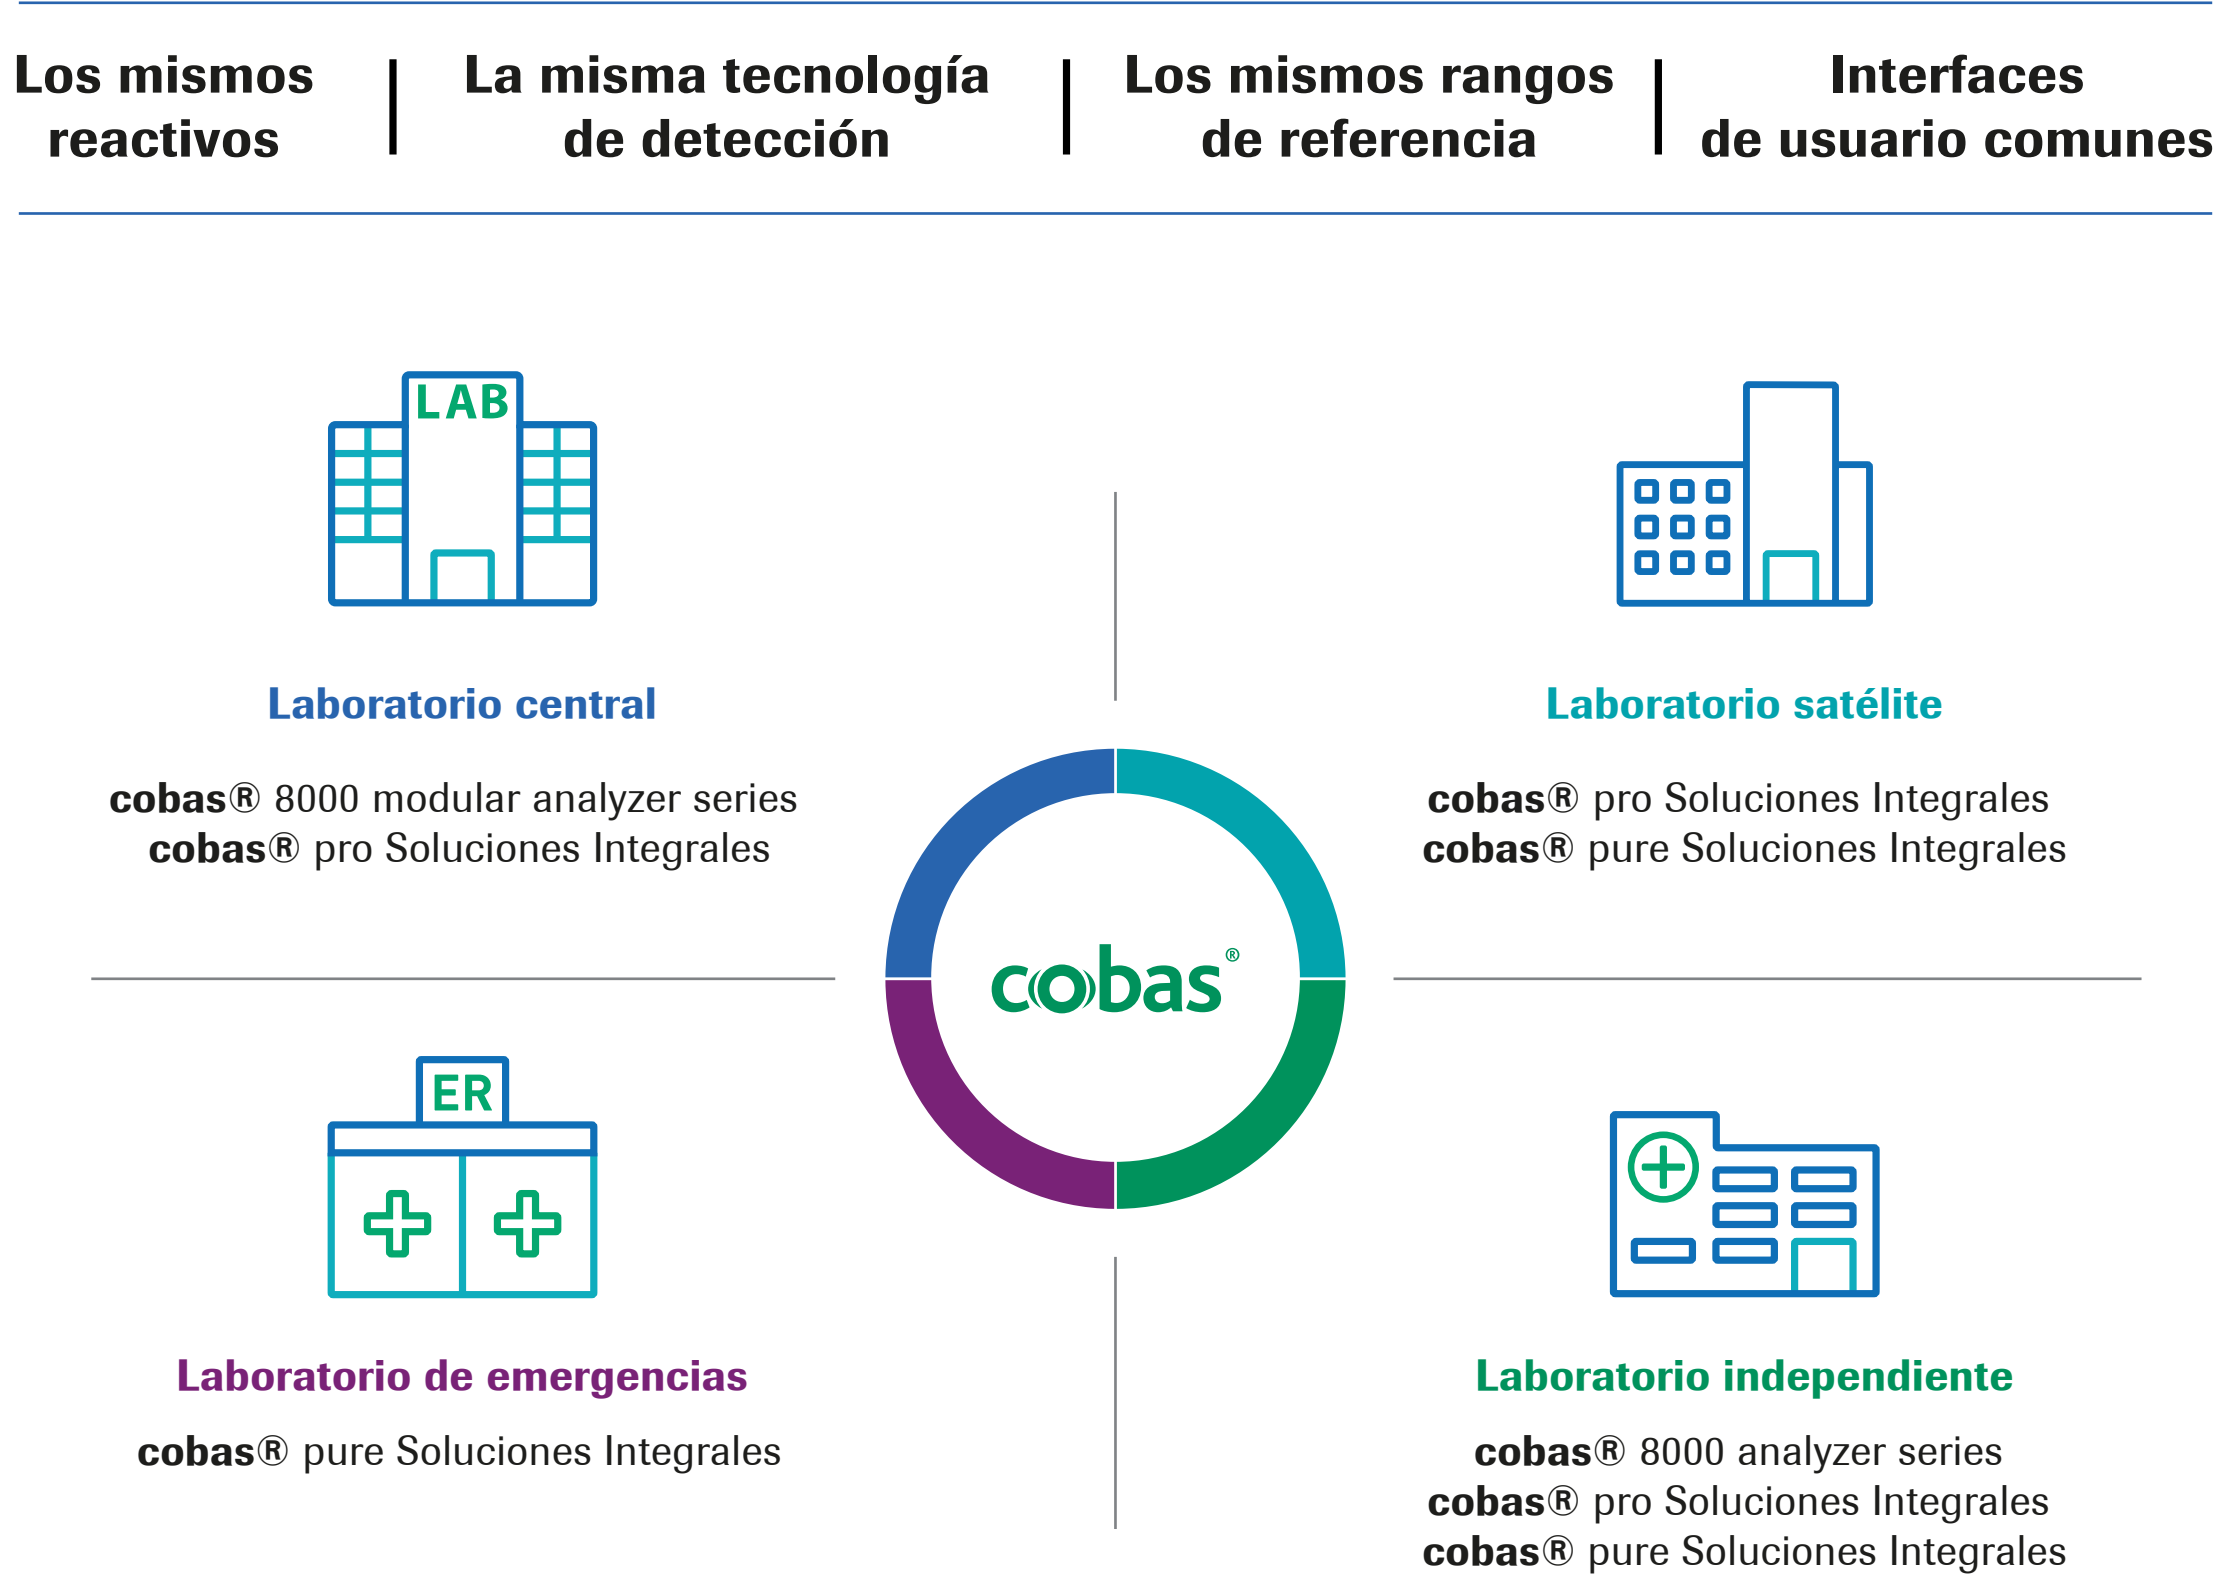 Los mismos
reactivos
La misma tecnología
de detección
Los mismos rangos
de referencia
Interfaces
de usuario comunes
LAB
Laboratorio central
cobas® 8000 modular analyzer series
cobas® pro Soluciones Integrales
Laboratorio satélite
cobas® pro Soluciones Integrales
cobas® pure Soluciones Integrales
cobas®
ER
Laboratorio de emergencias
cobas® pure Soluciones Integrales
Laboratorio independiente
cobas® 8000 analyzer series
cobas® pro Soluciones Integrales
cobas® pure Soluciones Integrales